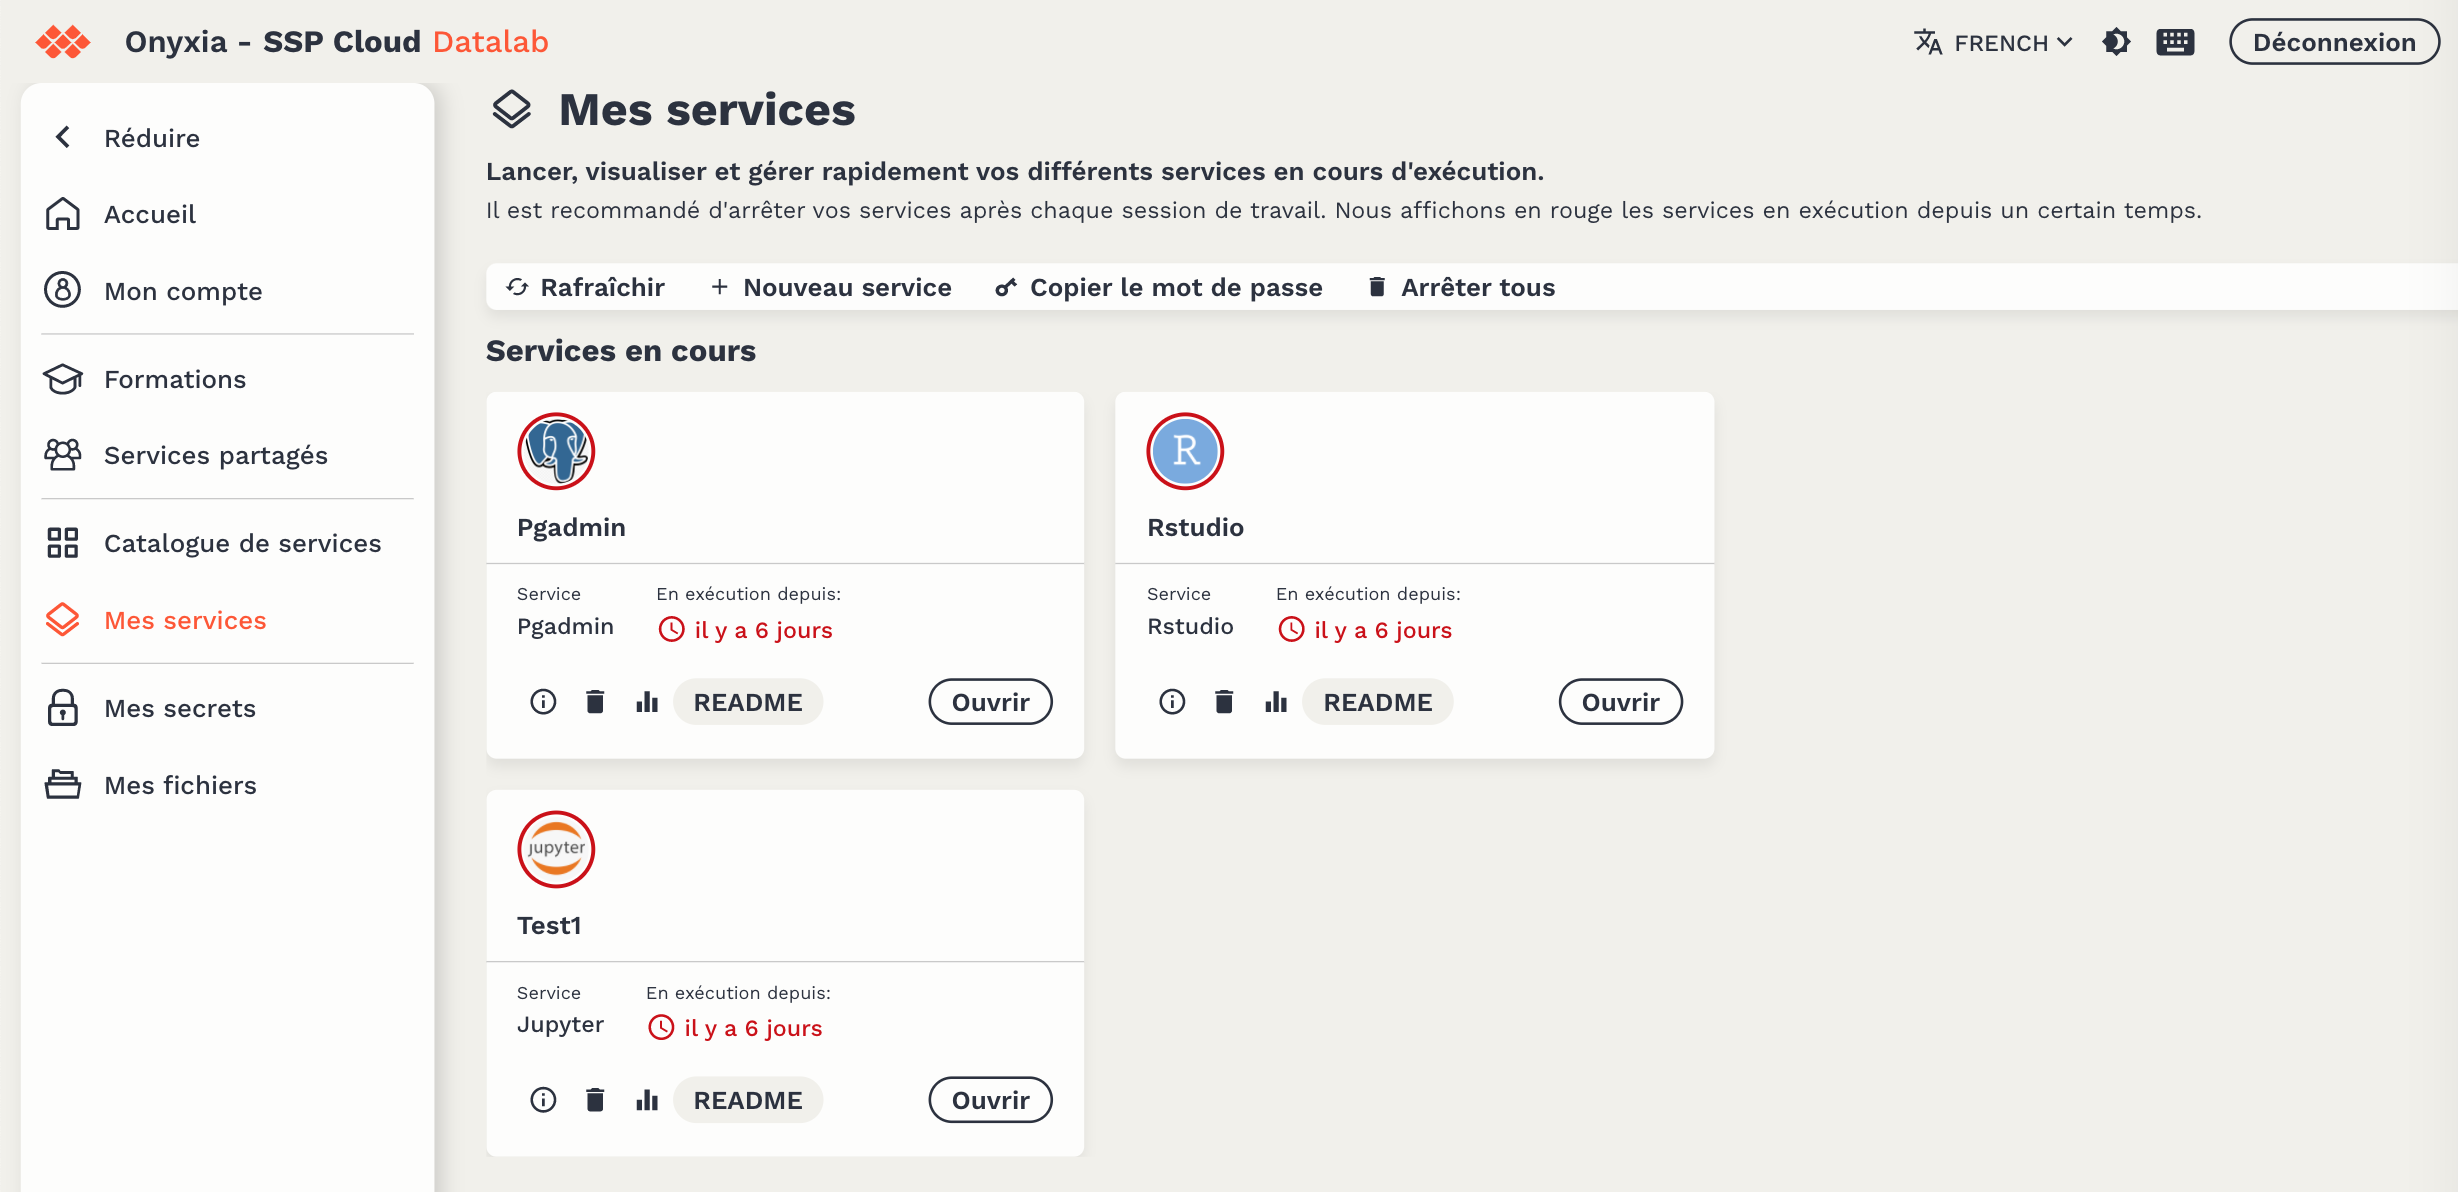 Onyxia - SSP Cloud Datalab
FRENCH
Déconnexion
Réduire
Accueil
Mon compte
Formations
Services partagés
Catalogue de services
Mes services
Mes secrets
Mes fichiers
Mes services
Lancer, visualiser et gérer rapidement vos différents services en cours d'exécution.
Il est recommandé d'arrêter vos services après chaque session de travail. Nous affichons en rouge les services en exécution depuis un certain temps.
Rafraîchir
Nouveau service
Copier le mot de passe
Arrêter tous
Services en cours
Pgadmin
Service
En exécution depuis:
Pgadmin
il y a 6 jours
README
Ouvrir
R
Rstudio
Service
En exécution depuis:
Rstudio
il y a 6 jours
README
Ouvrir
jupyter
Test1
Service
En exécution depuis:
Jupyter
il y a 6 jours
README
Ouvrir